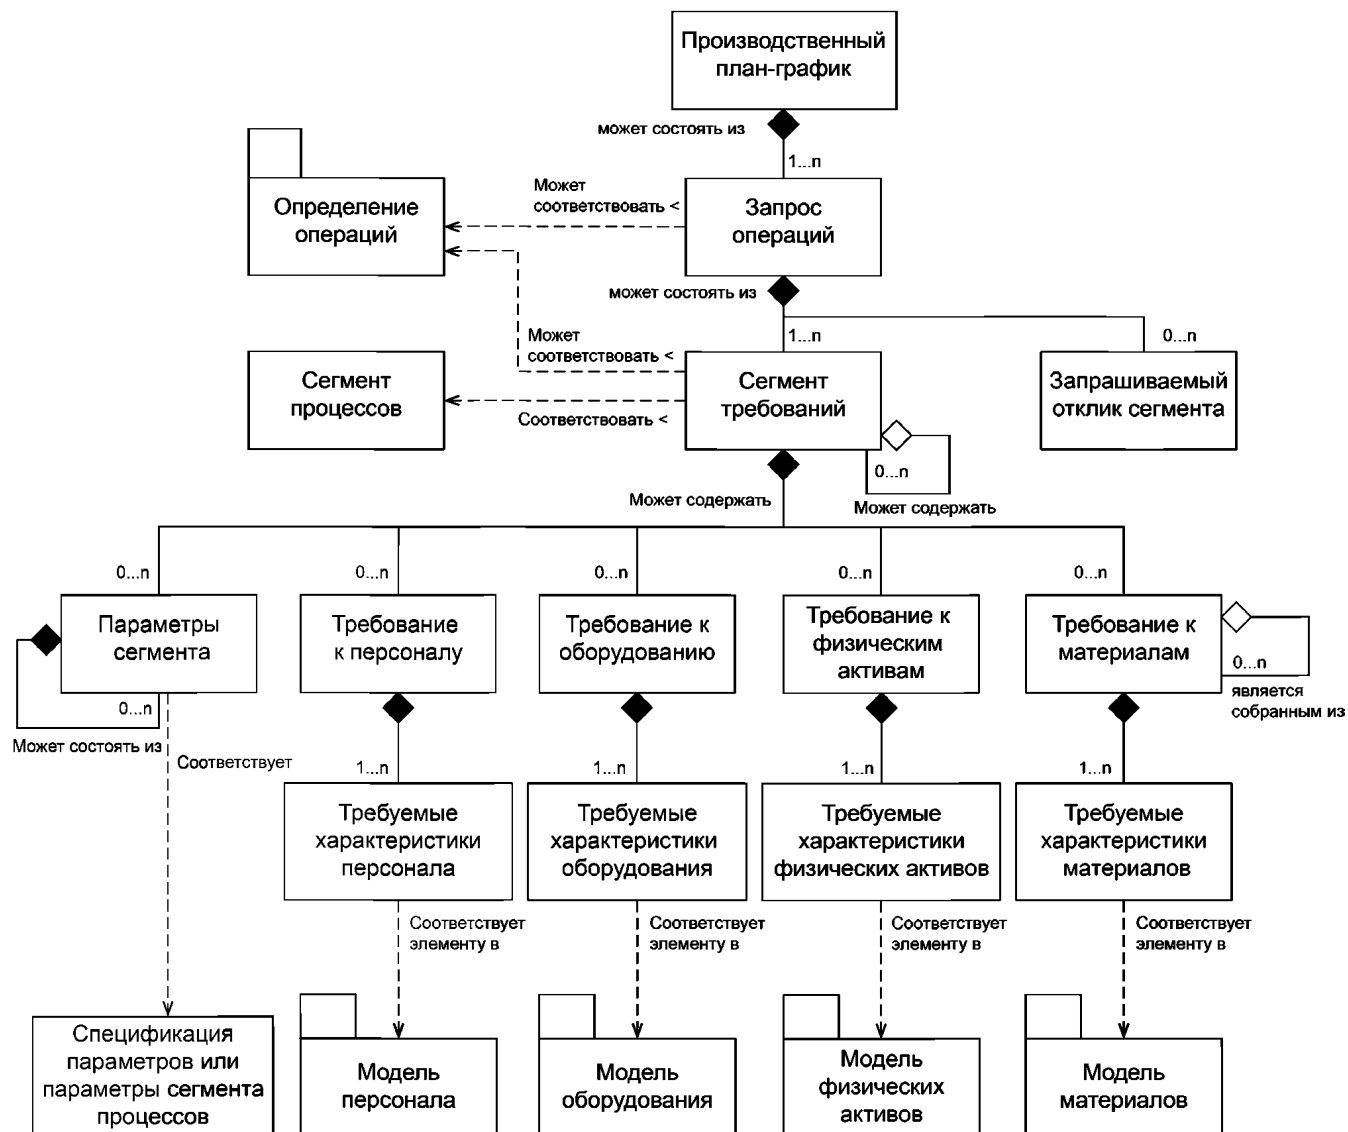 Производственный
план-график
может состоять из
1...n
Может
соответствовать <
Определение
операций
Запрос
операций
может состоять из
1...n
0...n
Может
соответствовать <
Сегмент
процессов
Соответствовать <
Сегмент
требований
Запрашиваемый
отклик сегмента
0...n
Может содержать
Может содержать
0...n
0...n
0...n
0...n
0...n
Параметры
сегмента
0...n
Может состоять из
Требование
к персоналу
Требование к
оборудованию
Требование к
физическим
активам
Требование к
материалам
0...n
является
собранным из
Соответствует
1...n
1...n
1...n
1...n
Требуемые
характеристики
персонала
Требуемые
характеристики
оборудования
Требуемые
характеристики
физических активов
Требуемые
характеристики
материалов
Соответствует
элементу в
Соответствует
элементу в
Соответствует
элементу в
Соответствует
элементу в
Спецификация
параметров или
параметры сегмента
процессов
Модель
персонала
Модель
оборудования
Модель
физических
активов
Модель
материалов